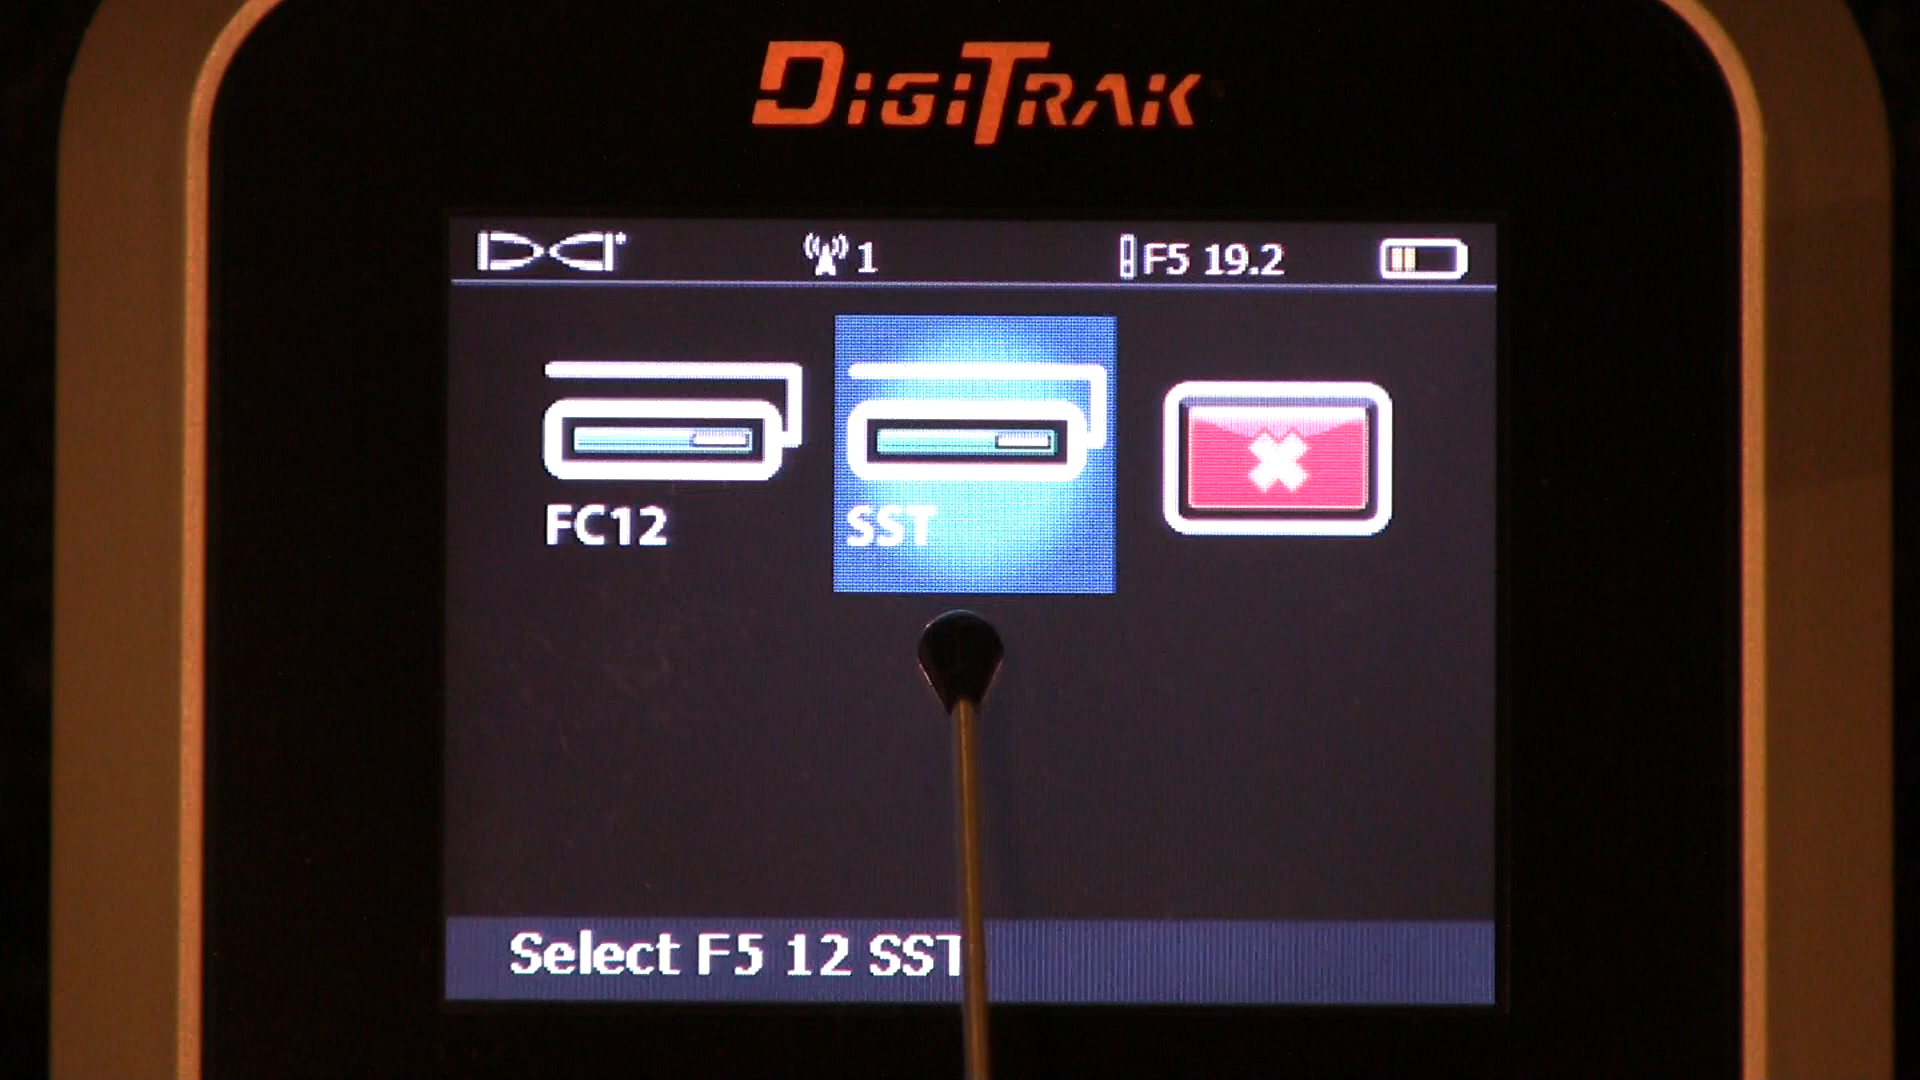 DIGITRAK
DCI
1
F5 19.2
FC12
SST
Select F5 12 SST